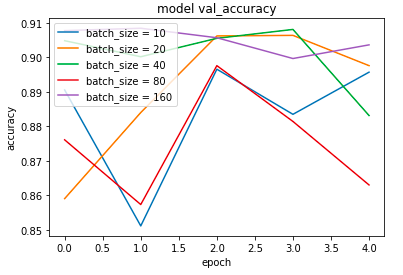 model val_accuracy
0.91
0.90
0.89
0.88
0.87
0.86
0.85
accuracy
batch_size = 10
batch_size = 20
batch_size = 40
batch_size = 80
batch_size = 160
0.0 0.5 1.0 1.5 2.0 2.5 3.0 3.5 4.0
epoch